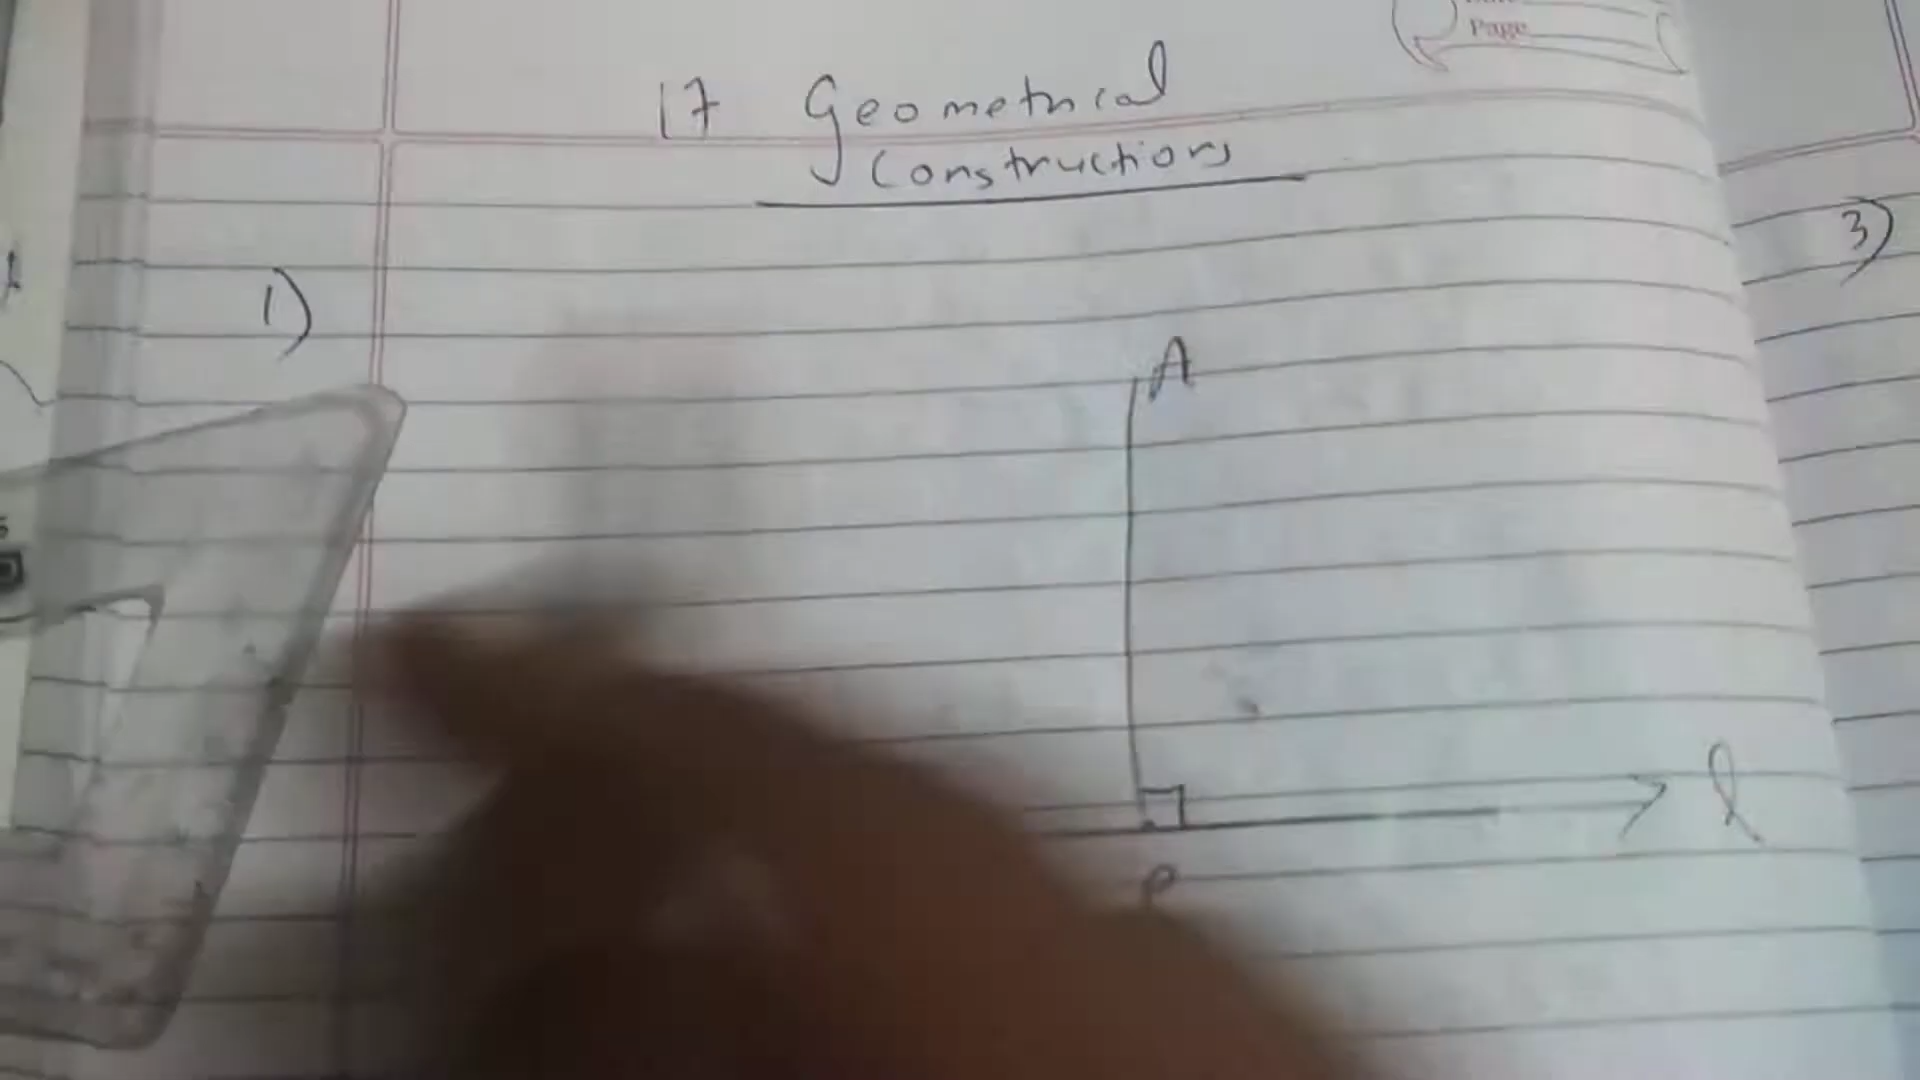 Page
17 Geometrical
Constructions
1)
3)
A
l
P